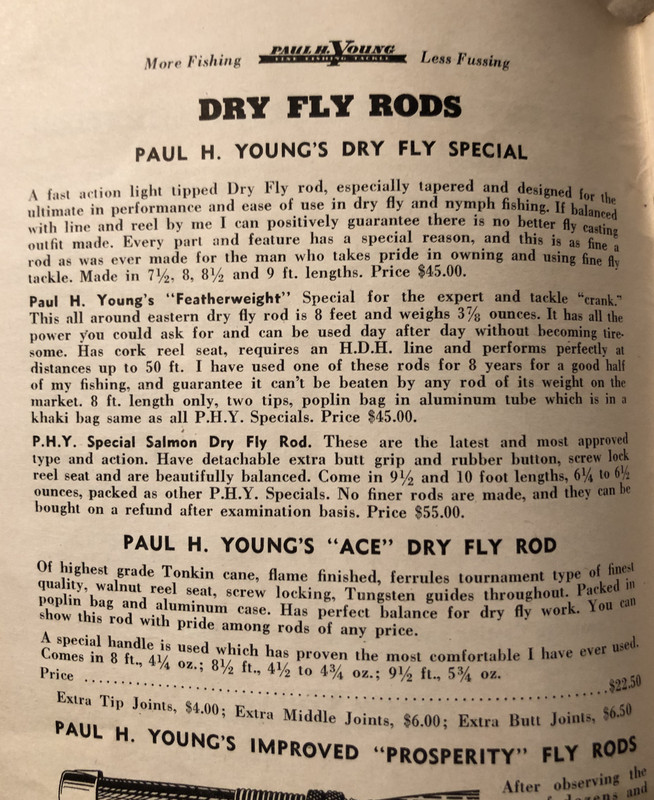 More Fishing PAUL H. YOUNG Less Fussing
FINE FISHING TACKLE
DRY FLY RODS
PAUL H. YOUNG'S DRY FLY SPECIAL
A fast action light tipped Dry Fly rod, especially tapered and designed for the
ultimate in performance and ease of use in dry fly and nymph fishing. If balanced
with line and reel by me I can positively guarantee there is no better fly casting
outfit made. Every part and feature has a special reason, and this is as fine a
rod as was ever made for the man who takes pride in owning and using fine fly
tackle. Made in 7½, 8, 8½ and 9 ft. lengths. Price $45.00.
Paul H. Young's "Featherweight" Special for the expert and tackle "crank."
This all around eastern dry fly rod is 8 feet and weighs 3⅞ ounces. It has all the
power you could ask for and can be used day after day without becoming tire-
some. Has cork reel seat, requires an H.D.H. line and performs perfectly at
distances up to 50 ft. I have used one of these rods for 8 years for a good half
of my fishing, and guarantee it can't be beaten by any rod of its weight on the
market. 8 ft. length only, two tips, poplin bag in aluminum tube which is in a
khaki bag same as all P.H.Y. Specials. Price $45.00.
P.H.Y. Special Salmon Dry Fly Rod. These are the latest and most approved
type and action. Have detachable extra butt grip and rubber button, screw lock
reel seat and are beautifully balanced. Come in 9½ and 10 foot lengths, 6¼ to 6½
ounces, packed as other P.H.Y. Specials. No finer rods are made, and they can be
bought on a refund after examination basis. Price $55.00.
PAUL H. YOUNG'S "ACE" DRY FLY ROD
Of highest grade Tonkin cane, flame finished, ferrules tournament type of finest
quality, walnut reel seat, screw locking, Tungsten guides throughout. Packed in
poplin bag and aluminum case. Has perfect balance for dry fly work. You can
show this rod with pride among rods of any price.
A special handle is used which has proven the most comfortable I have ever used.
Comes in 8 ft., 4¼ oz.; 8½ ft., 4½ to 4¾ oz.; 9½ ft., 5¾ oz.
Price ........................................................................$22.50
Extra Tip Joints, $4.00; Extra Middle Joints, $6.00; Extra Butt Joints, $6.50
PAUL H. YOUNG'S IMPROVED "PROSPERITY" FLY RODS
After observing the
and